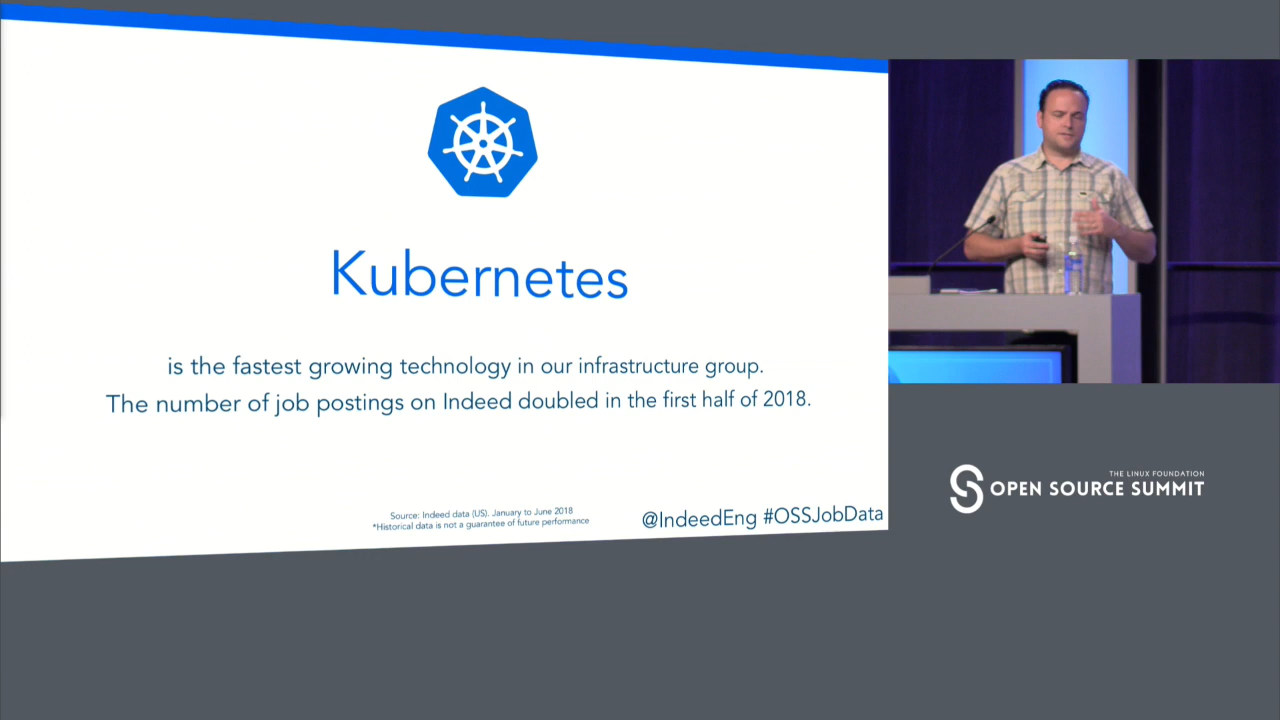 Kubernetes
is the fastest growing technology in our infrastructure group.
The number of job postings on Indeed doubled in the first half of 2018.
Source: Indeed data (US). January to June 2018
*Historical data is not a guarantee of future performance
@IndeedEng #OSSJobData
THE LINUX FOUNDATION
OPEN SOURCE SUMMIT